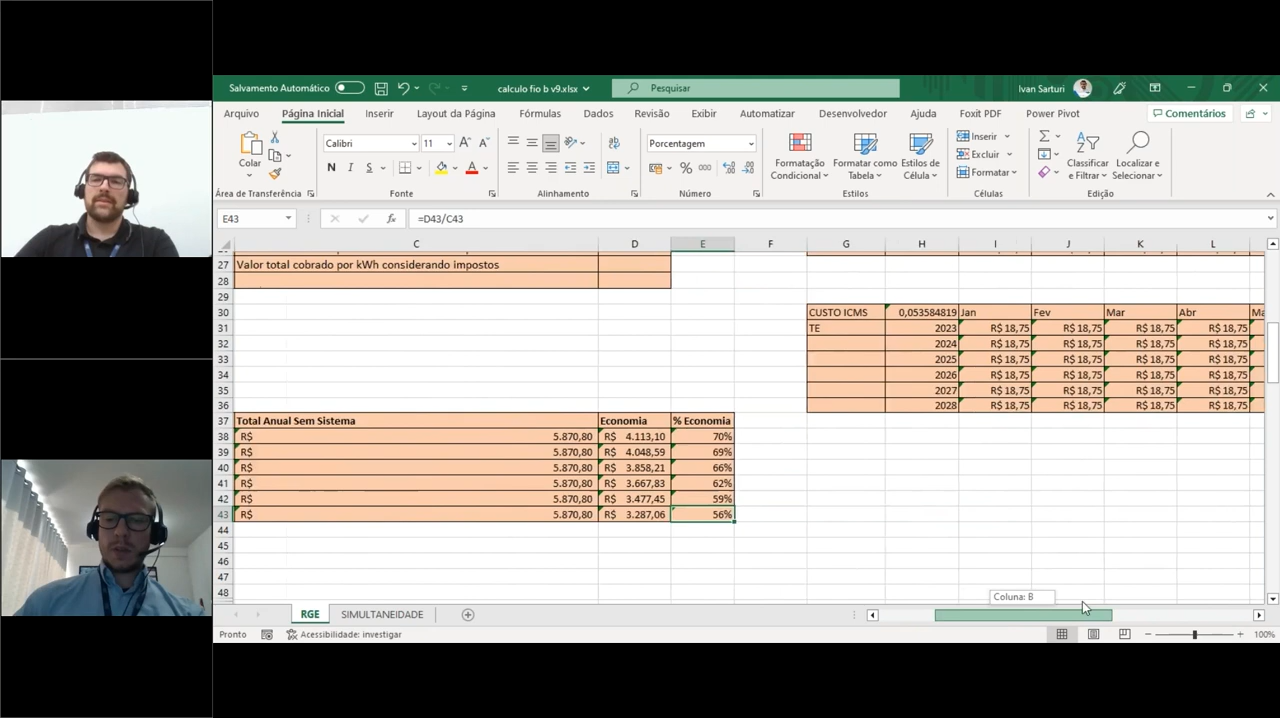 Salvamento Automático calculo fio b v9.xlsx Pesquisar Ivan Sarturi
Arquivo Página Inicial Inserir Layout da Página Fórmulas Dados Revisão Exibir Automatizar Desenvolvedor Ajuda Foxit PDF Power Pivot Comentários
Colar Calibri 11 N I S Porcentagem % 000 Formatação Condicional Formatar como Tabela Estilos de Célula Inserir Excluir Formatar Classificar e Filtrar Localizar e Selecionar
Área de Transferência Fonte Alinhamento Número Estilos Células Edição
E43 fx =D43/C43
C D E F G H I J K L
27 Valor total cobrado por kWh considerando impostos
28
29
30 CUSTO ICMS 0,053584819 Jan Fev Mar Abr
31 TE 2023 R$ 18,75 R$ 18,75 R$ 18,75 R$ 18,75
32 2024 R$ 18,75 R$ 18,75 R$ 18,75 R$ 18,75
33 2025 R$ 18,75 R$ 18,75 R$ 18,75 R$ 18,75
34 2026 R$ 18,75 R$ 18,75 R$ 18,75 R$ 18,75
35 2027 R$ 18,75 R$ 18,75 R$ 18,75 R$ 18,75
36 2028 R$ 18,75 R$ 18,75 R$ 18,75 R$ 18,75
37 Total Anual Sem Sistema Economia % Economia
38 R$ 5.870,80 R$ 4.113,10 70%
39 R$ 5.870,80 R$ 4.048,59 69%
40 R$ 5.870,80 R$ 3.858,21 66%
41 R$ 5.870,80 R$ 3.667,83 62%
42 R$ 5.870,80 R$ 3.477,45 59%
43 R$ 5.870,80 R$ 3.287,06 56%
44
45
46
47
48
Coluna: B
RGE SIMULTANEIDADE
Pronto Acessibilidade: investigar 100%